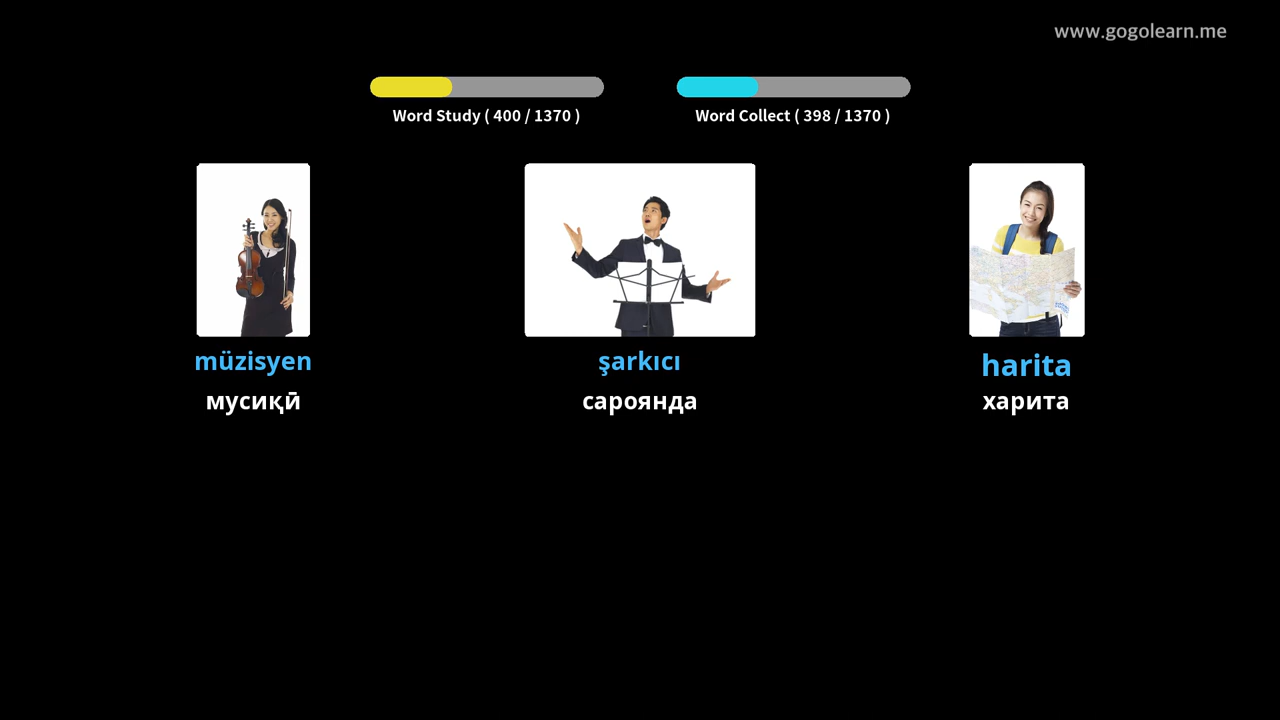 www.gogolearn.me
Word Study ( 400 / 1370 )
Word Collect ( 398 / 1370 )
müzisyen
şarkıcı
harita
мусиқӣ
сароянда
харита